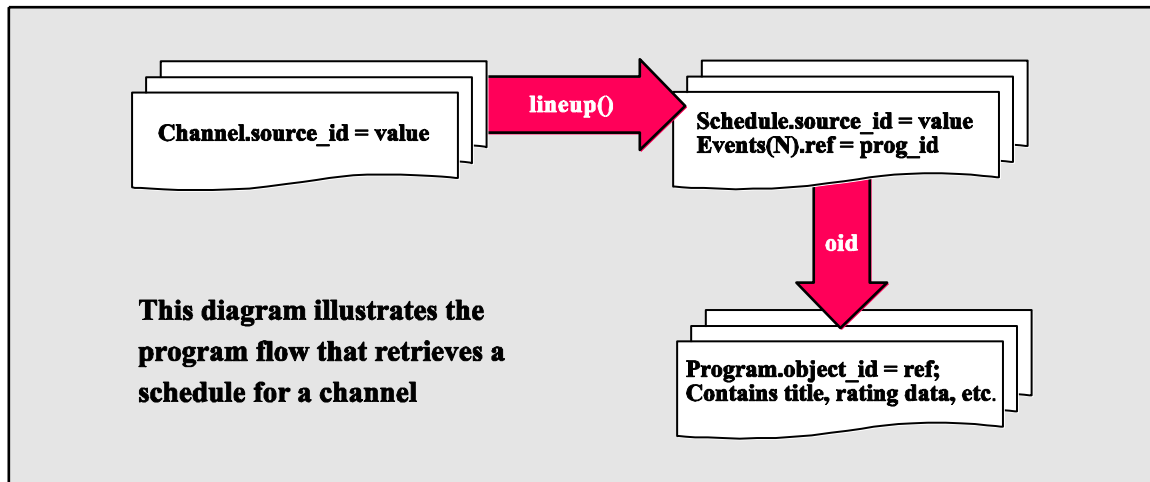 Channel.source_id = value
lineup()
Schedule.source_id = value
Events(N).ref = prog_id
oid
This diagram illustrates the
program flow that retrieves a
schedule for a channel
Program.object_id = ref;
Contains title, rating data, etc.